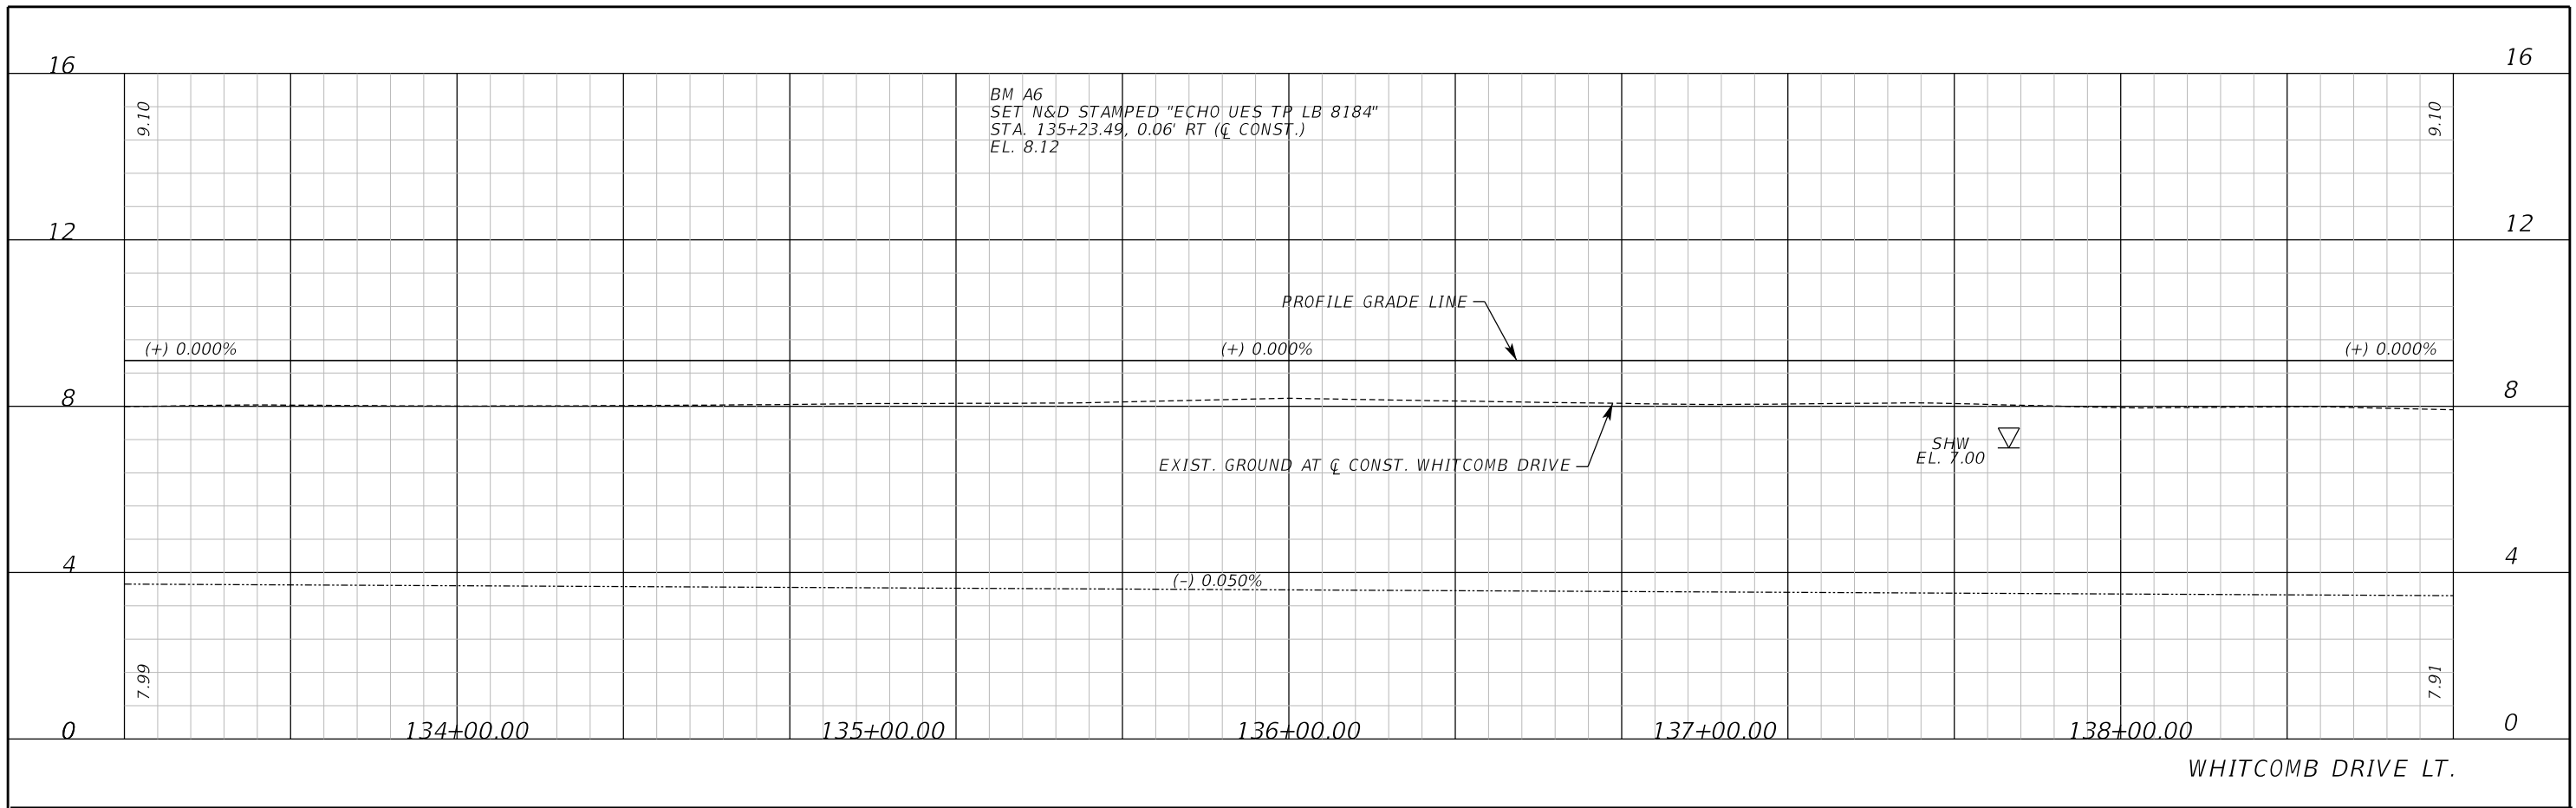 16
16
9.10
9.10
BM A6
SET N&D STAMPED "ECHO UES TP LB 8184"
STA. 135+23.49, 0.06' RT (℄ CONST.)
EL. 8.12
12
12
PROFILE GRADE LINE
(+) 0.000%
(+) 0.000%
(+) 0.000%
8
8
SHW
EL. 7.00
EXIST. GROUND AT ℄ CONST. WHITCOMB DRIVE
4
4
(-) 0.050%
7.99
7.91
0
134+00.00
135+00.00
136+00.00
137+00.00
138+00.00
0
WHITCOMB DRIVE LT.